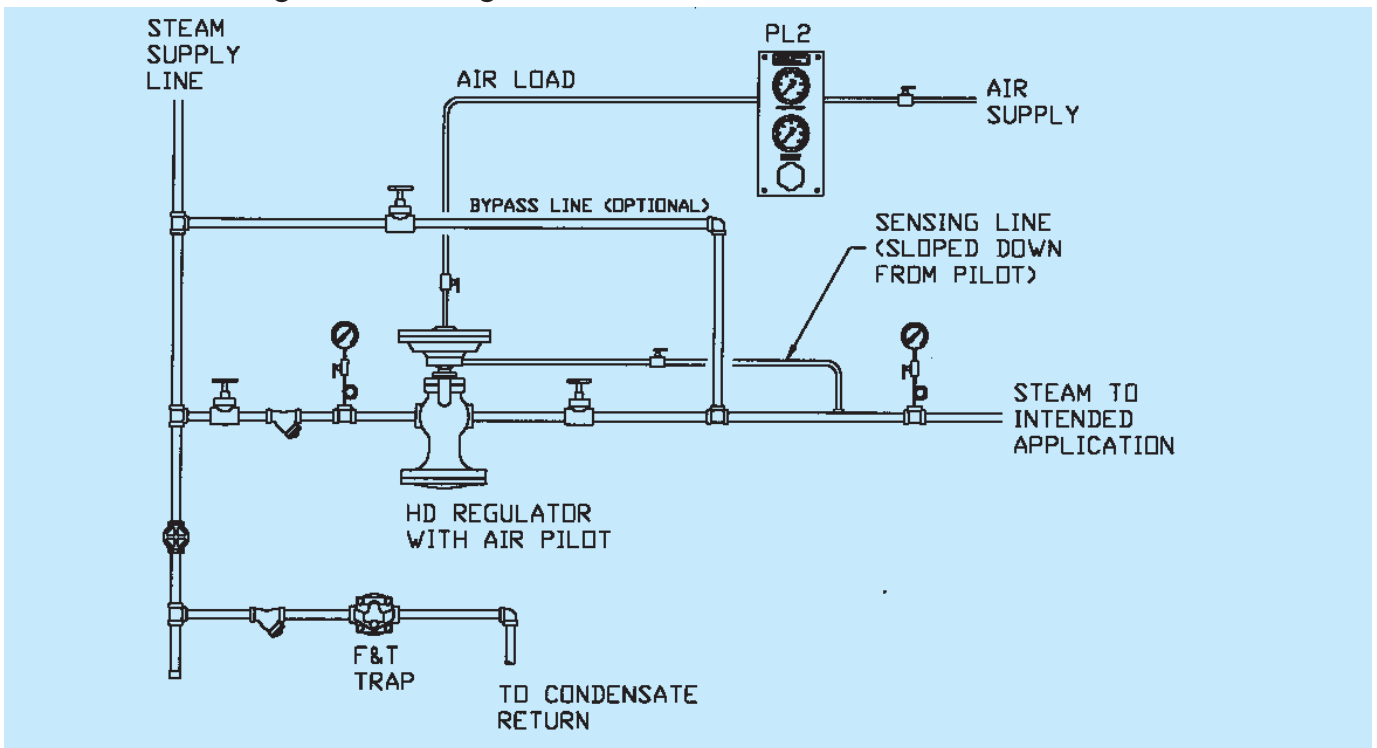 STEAM
SUPPLY
LINE
PL2
AIR LOAD
AIR
SUPPLY
BYPASS LINE (OPTIONAL)
SENSING LINE
(SLOPED DOWN
FROM PILOT)
STEAM TO
INTENDED
APPLICATION
HD REGULATOR
WITH AIR PILOT
F&T
TRAP
TO CONDENSATE
RETURN